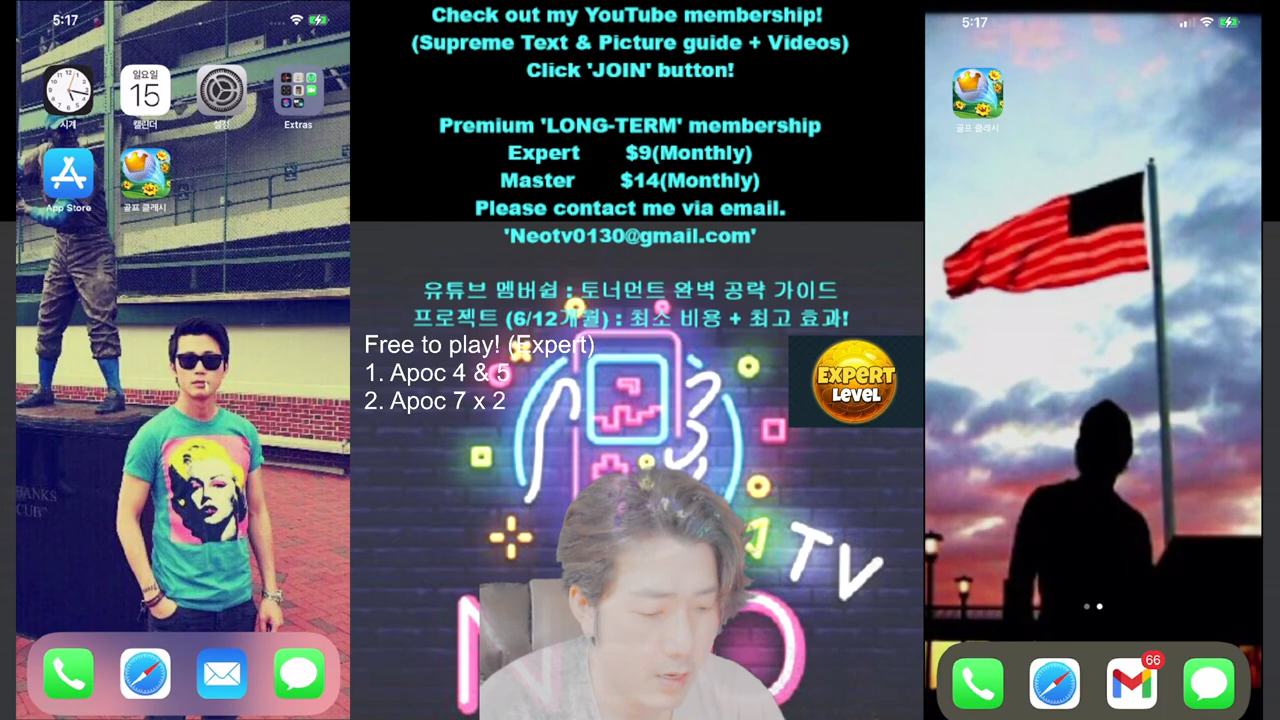 5:17
일요일
15
시계
캘린더
설정
Extras
App Store
골프 클래시
BANKS
CUB"
Check out my YouTube membership!
(Supreme Text & Picture guide + Videos)
Click 'JOIN' button!
Premium 'LONG-TERM' membership
Expert $9(Monthly)
Master $14(Monthly)
Please contact me via email.
'Neotv0130@gmail.com'
유튜브 멤버쉽 : 토너먼트 완벽 공략 가이드
프로젝트 (6/12개월) : 최소 비용 + 최고 효과!
Free to play! (Expert)
1. Apoc 4 & 5
2. Apoc 7 x 2
EXPERT
LEVEL
TV
5:17
골프 클래시
66